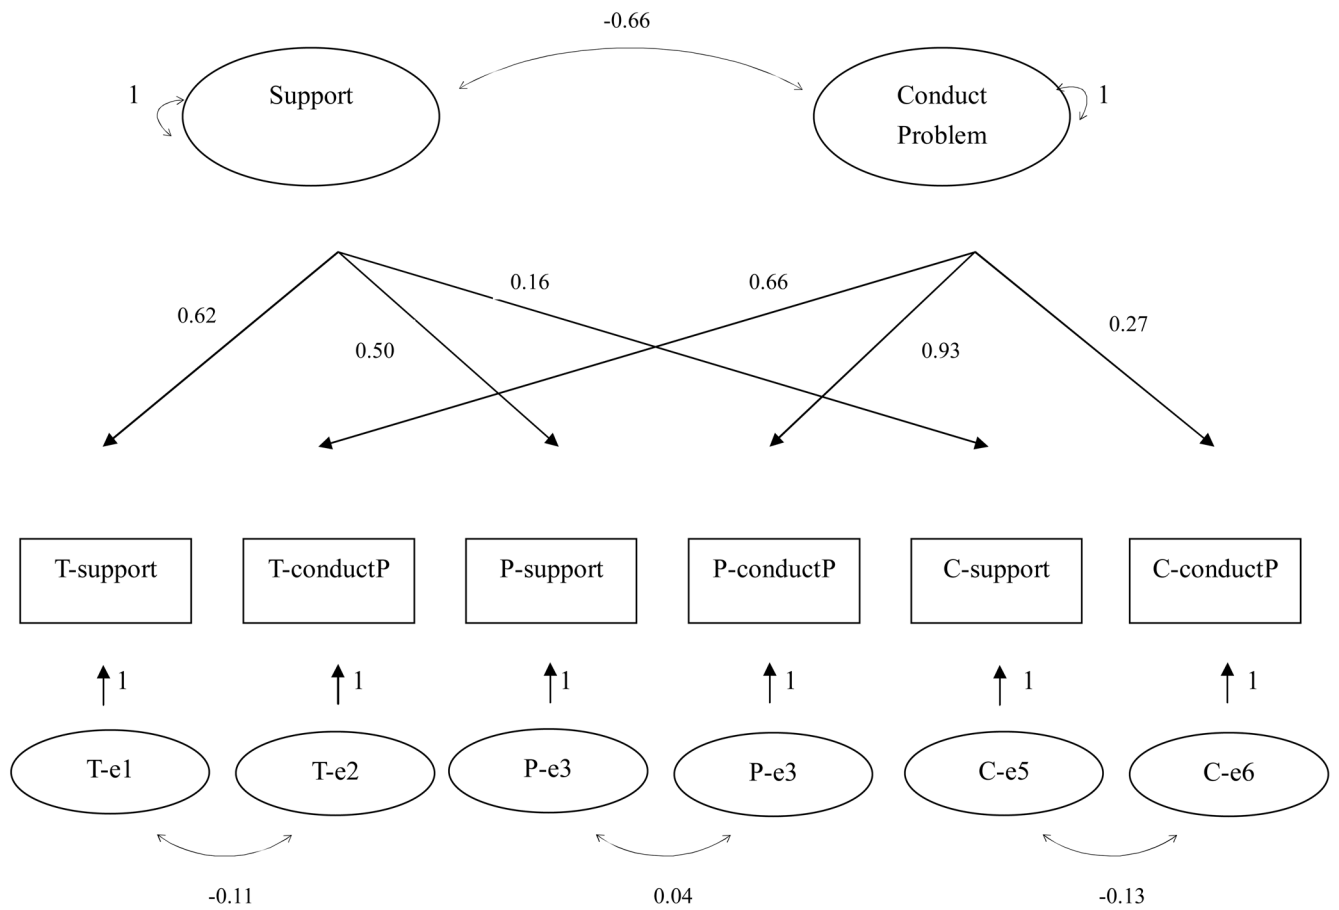 -0.66
1
Support
Conduct
Problem
1
0.16
0.66
0.62
0.27
0.50
0.93
T-support
T-conductP
P-support
P-conductP
C-support
C-conductP
1
1
1
1
1
1
T-e1
T-e2
P-e3
P-e3
C-e5
C-e6
-0.11
0.04
-0.13